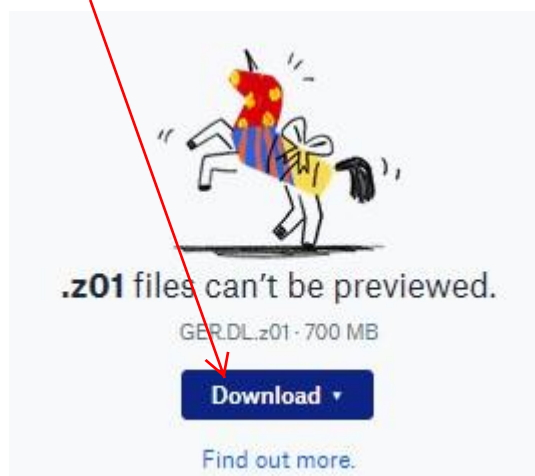 .z01 files can't be previewed.
GER.DL.z01 · 700 MB
Download
Find out more.